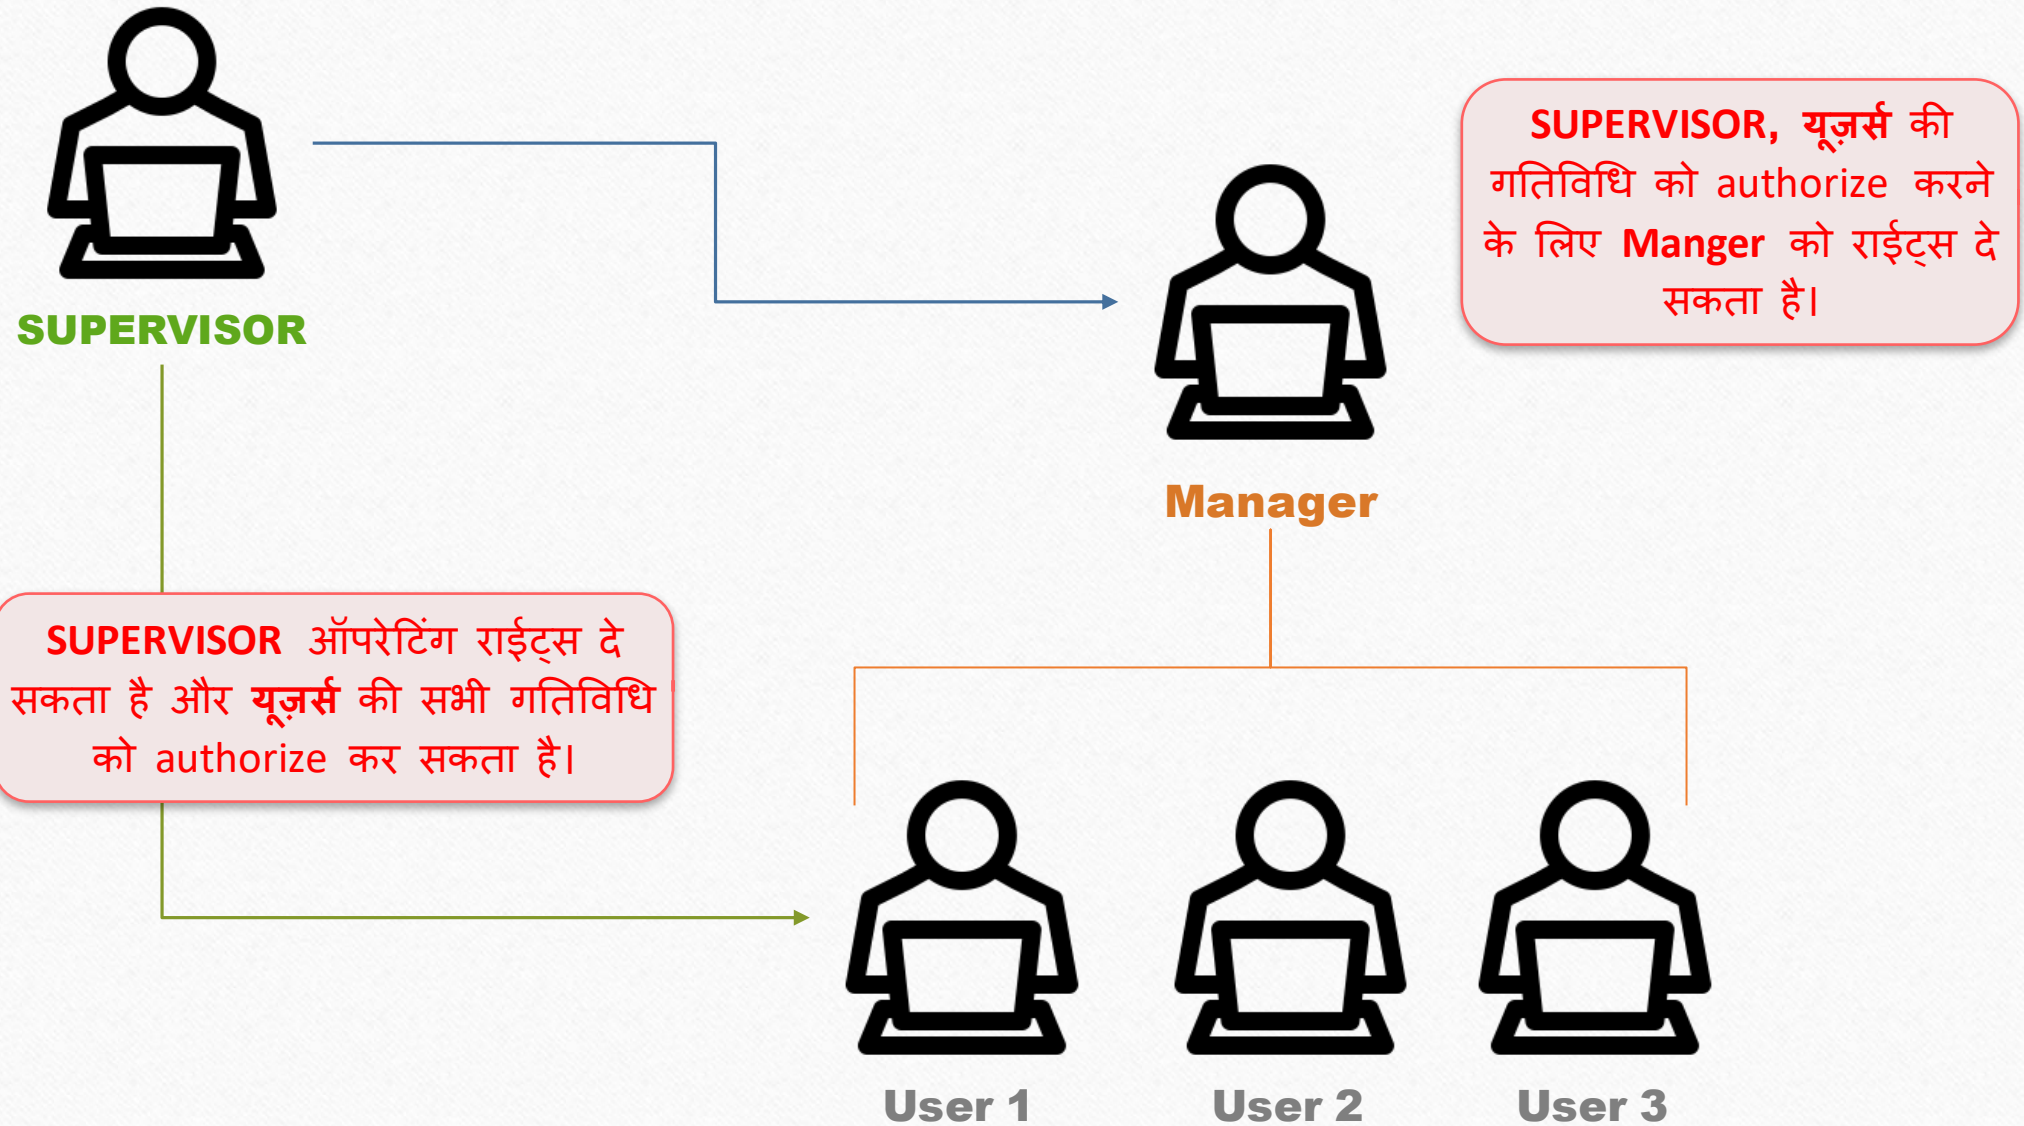 SUPERVISOR
SUPERVISOR, यूज़र्स की
गतिविधि को authorize करने
के लिए Manger को राईट्स दे
सकता है।
Manager
SUPERVISOR ऑपरेटिंग राईट्स दे
सकता है और यूज़र्स की सभी गतिविधि
को authorize कर सकता है।
User 1
User 2
User 3